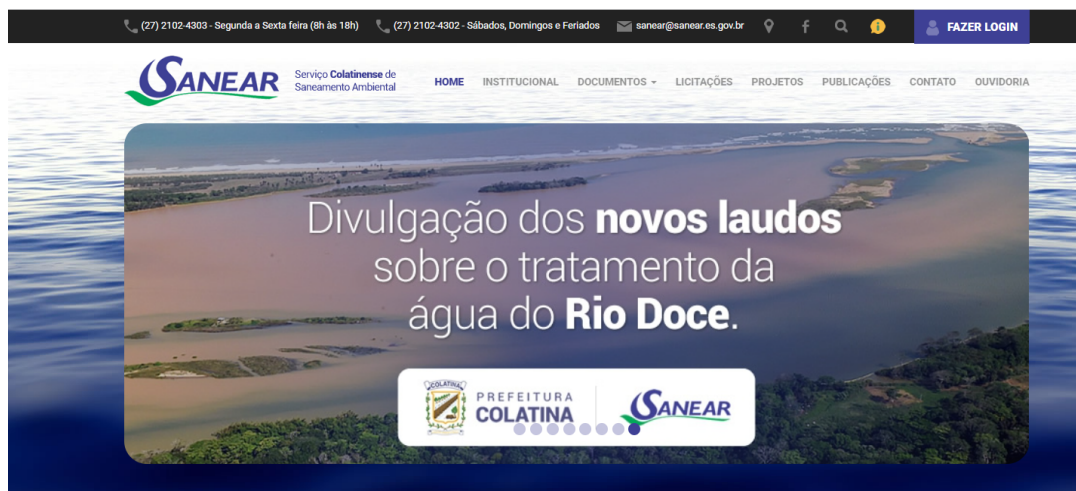 (27) 2102-4303 - Segunda a Sexta feira (8h às 18h) (27) 2102-4302 - Sábados, Domingos e Feriados sanear@sanear.es.gov.br f i FAZER LOGIN
SANEAR
Serviço Colatinense de
Saneamento Ambiental
HOME INSTITUCIONAL DOCUMENTOS LICITAÇÕES PROJETOS PUBLICAÇÕES CONTATO OUVIDORIA
Divulgação dos novos laudos
sobre o tratamento da
água do Rio Doce.
COLATINA
PREFEITURA
COLATINA
SANEAR